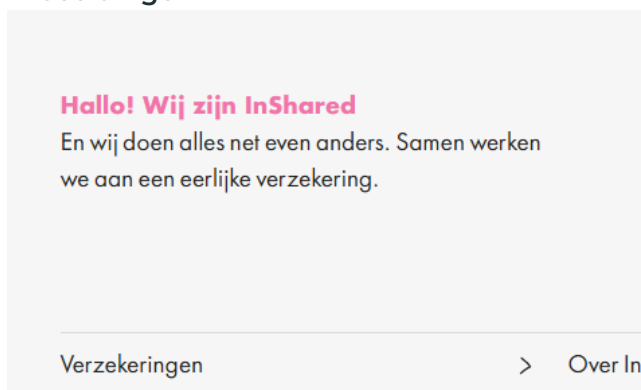 Hallo! Wij zijn InShared
En wij doen alles net even anders. Samen werken
we aan een eerlijke verzekering.
Verzekeringen > Over In